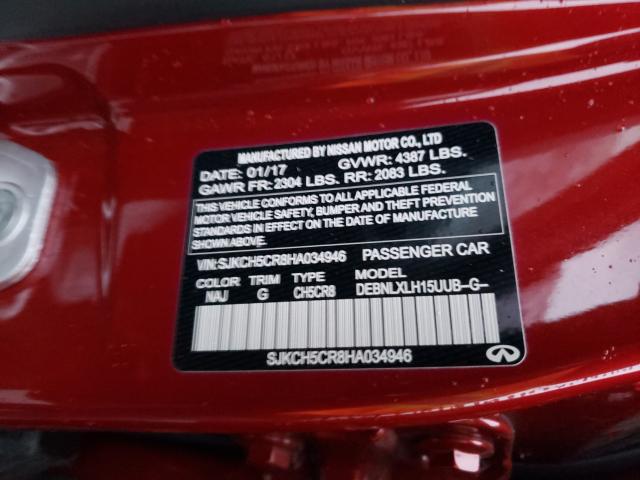 MANUFACTURED BY NISSAN MOTOR CO., LTD
DATE: 01/17 GVWR: 4387 LBS.
GAWR FR: 2304 LBS. RR: 2083 LBS.
THIS VEHICLE CONFORMS TO ALL APPLICABLE FEDERAL
MOTOR VEHICLE SAFETY, BUMPER AND THEFT PREVENTION
STANDARDS IN EFFECT ON THE DATE OF MANUFACTURE
SHOWN ABOVE.
VIN:SJKCH5CR8HA034946 PASSENGER CAR
COLOR TRIM TYPE MODEL
NAJ G CH5CR8 DEBNLXLH15UUB-G-
SJKCH5CR8HA034946